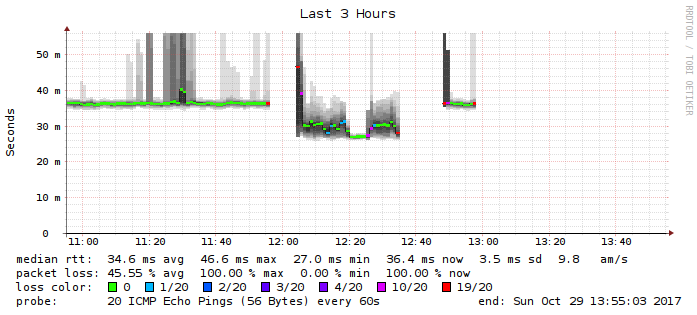 Last 3 Hours
RRDTOOL / TOBI OETIKER
Seconds
50 m
40 m
30 m
20 m
10 m
0
11:00 11:20 11:40 12:00 12:20 12:40 13:00 13:20 13:40
median rtt: 34.6 ms avg 46.6 ms max 27.0 ms min 36.4 ms now 3.5 ms sd 9.8 am/s
packet loss: 45.55 % avg 100.00 % max 0.00 % min 100.00 % now
loss color: 0 1/20 2/20 3/20 4/20 10/20 19/20
probe: 20 ICMP Echo Pings (56 Bytes) every 60s end: Sun Oct 29 13:55:03 2017